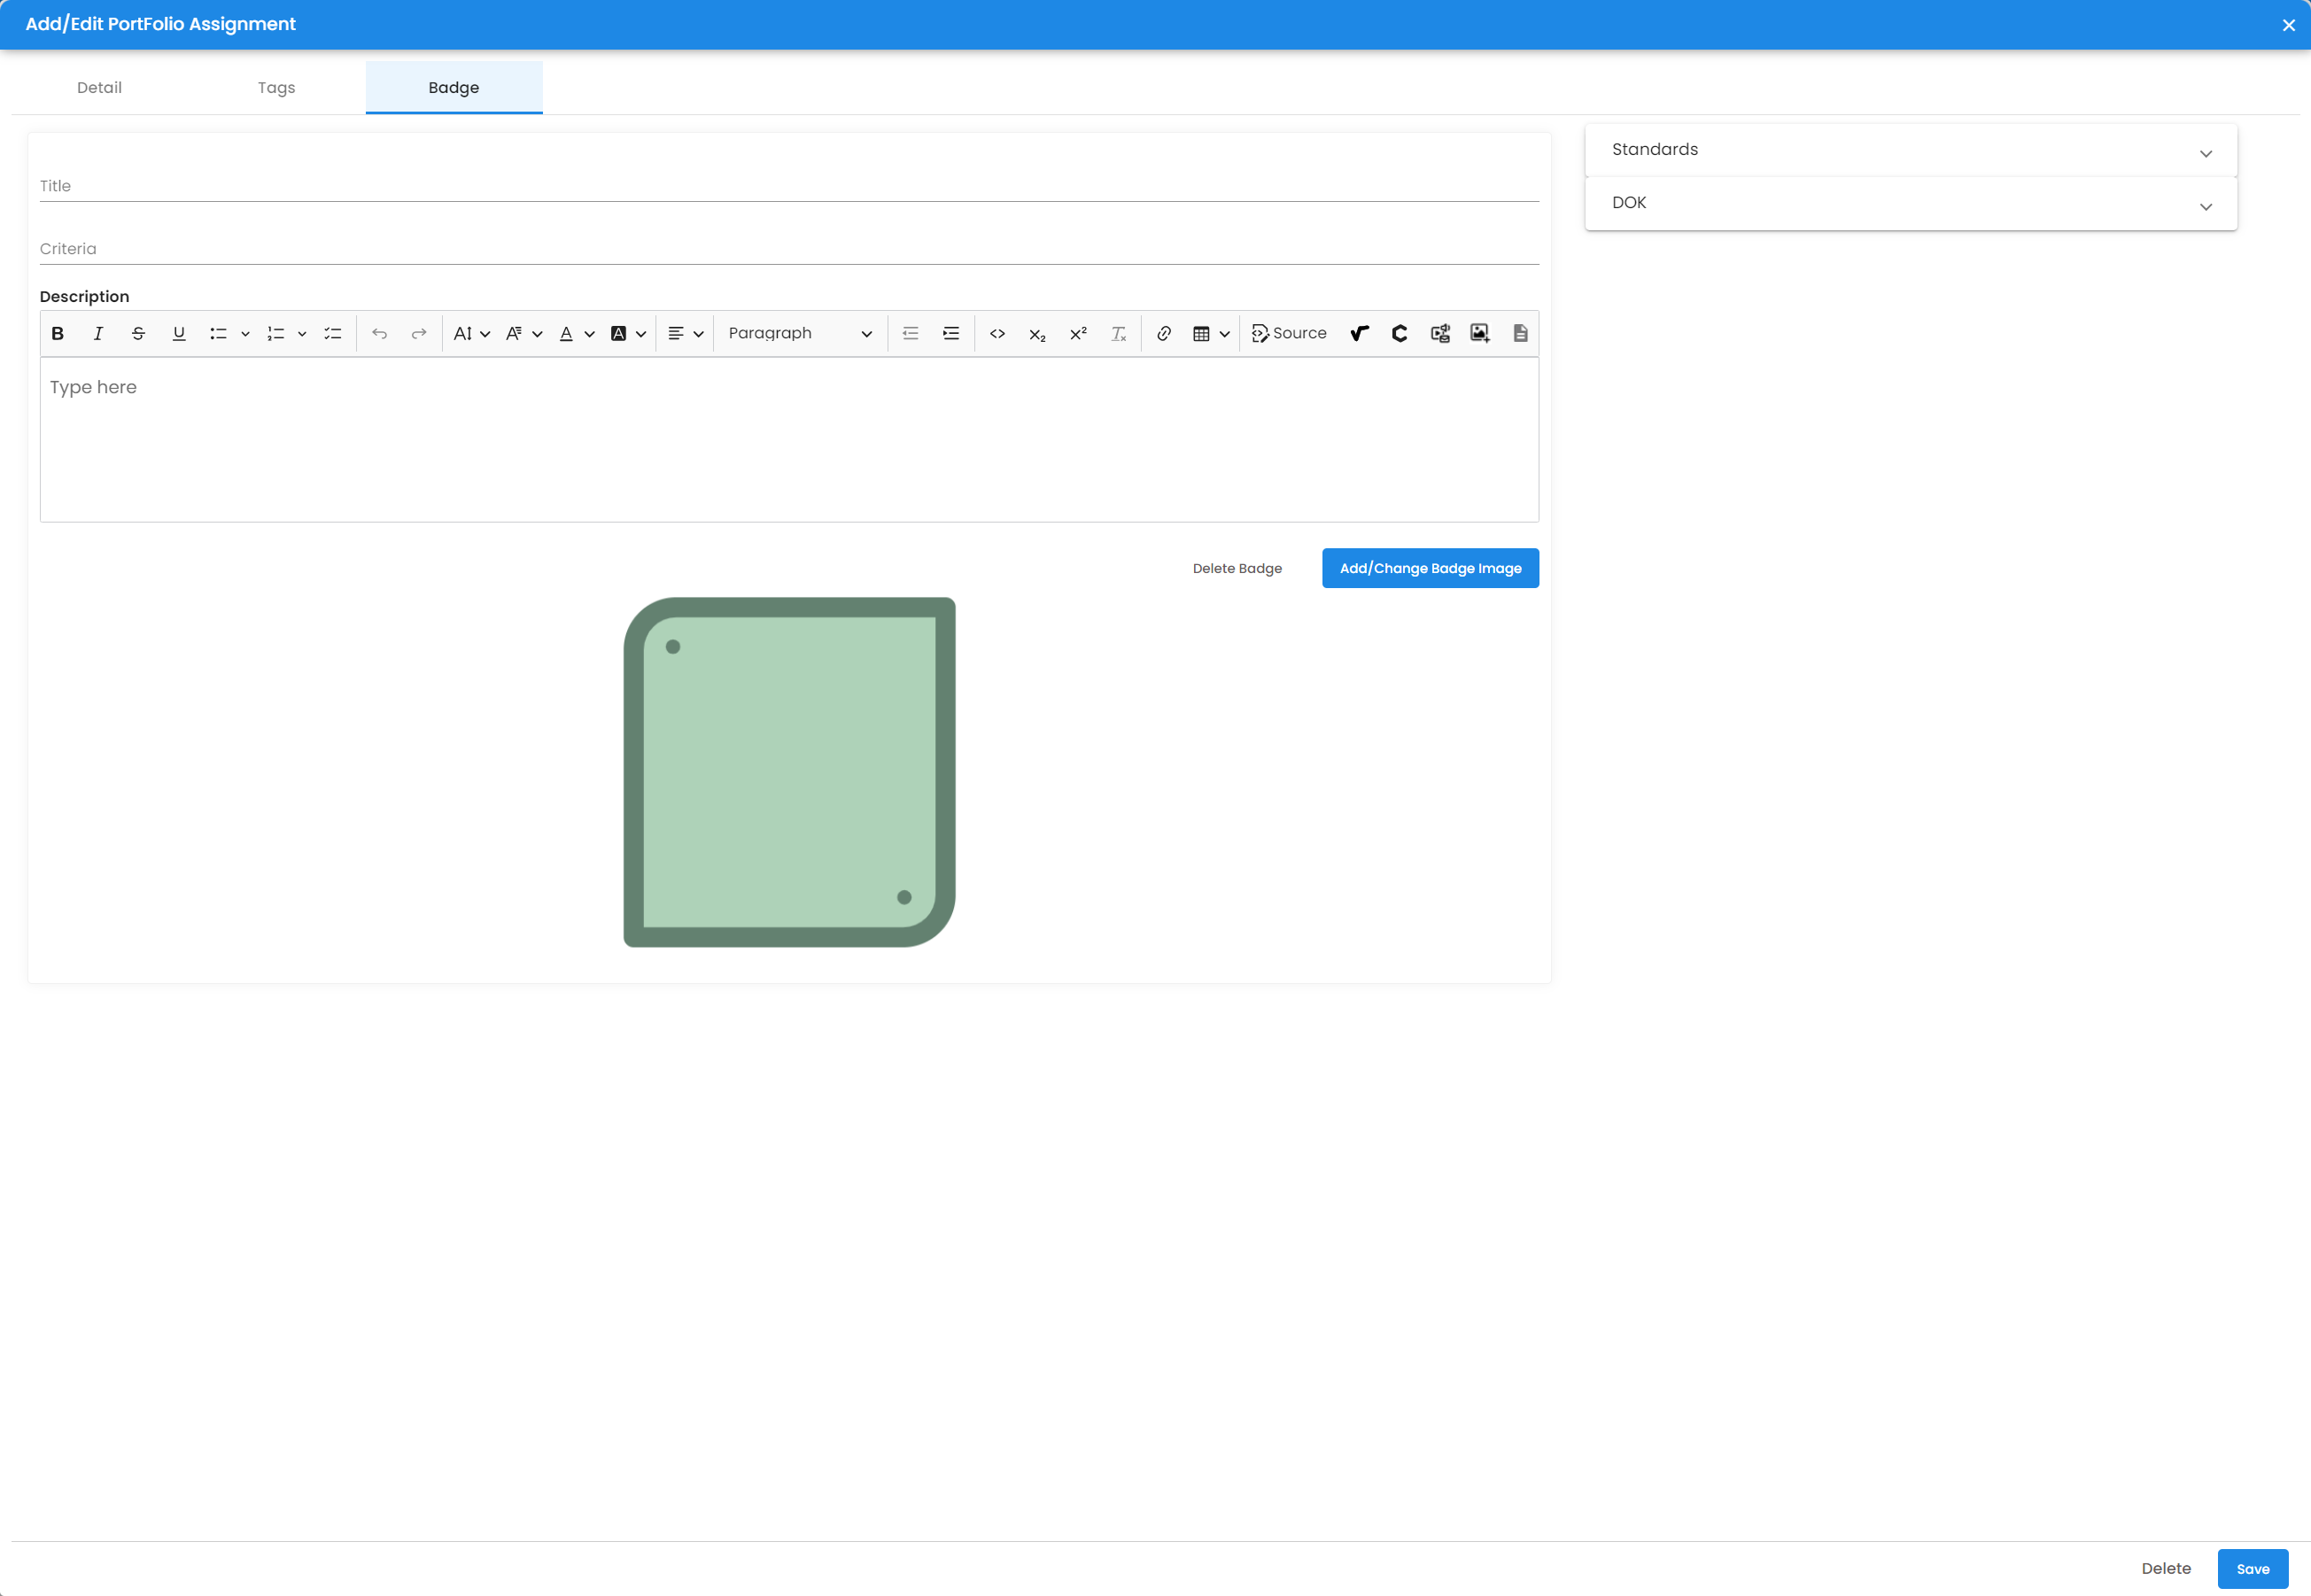 Add/Edit PortFolio Assignment
Detail Tags Badge
Title
Criteria
Description
Paragraph Source
Type here
Delete Badge Add/Change Badge Image
Standards
DOK
Delete Save